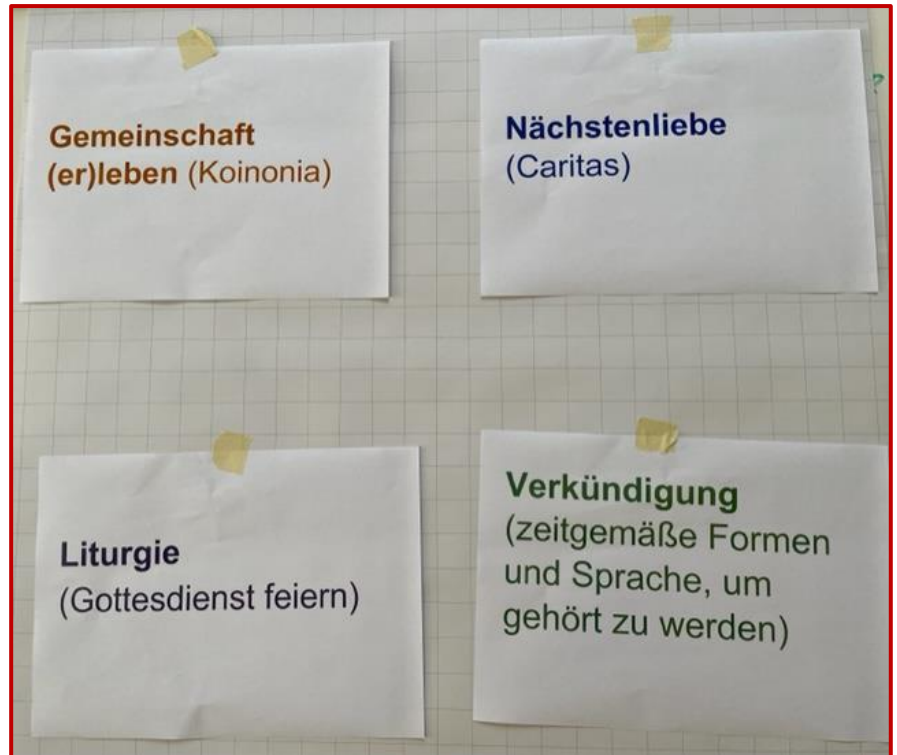 Gemeinschaft
(er)leben (Koinonia)
Nächstenliebe
(Caritas)
?
Liturgie
(Gottesdienst feiern)
Verkündigung
(zeitgemäße Formen
und Sprache, um
gehört zu werden)